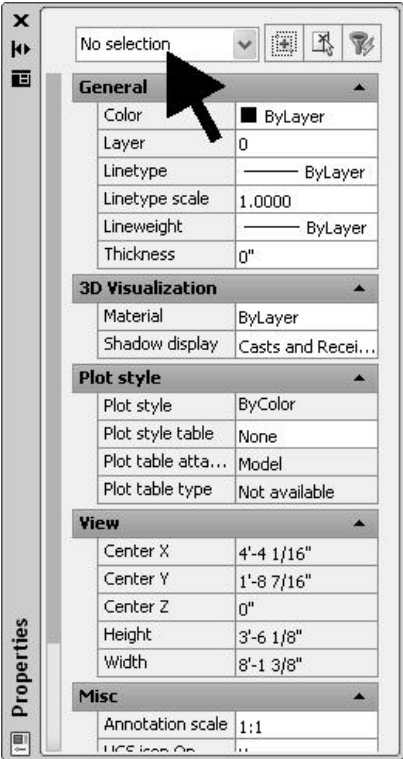 No selection
General
Color ByLayer
Layer 0
Linetype ByLayer
Linetype scale 1.0000
Lineweight ByLayer
Thickness 0"
3D Visualization
Material ByLayer
Shadow display Casts and Recei...
Plot style
Plot style ByColor
Plot style table None
Plot table atta... Model
Plot table type Not available
View
Center X 4'-4 1/16"
Center Y 1'-8 7/16"
Center Z 0"
Height 3'-6 1/8"
Width 8'-1 3/8"
Misc
Annotation scale 1:1
UCS icon On
Properties